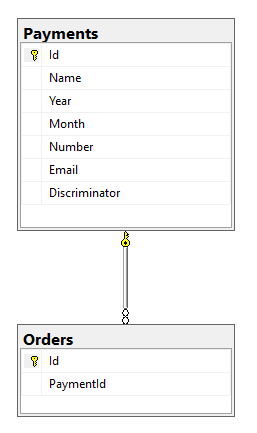 Payments
Id
Name
Year
Month
Number
Email
Discriminator
Orders
Id
PaymentId